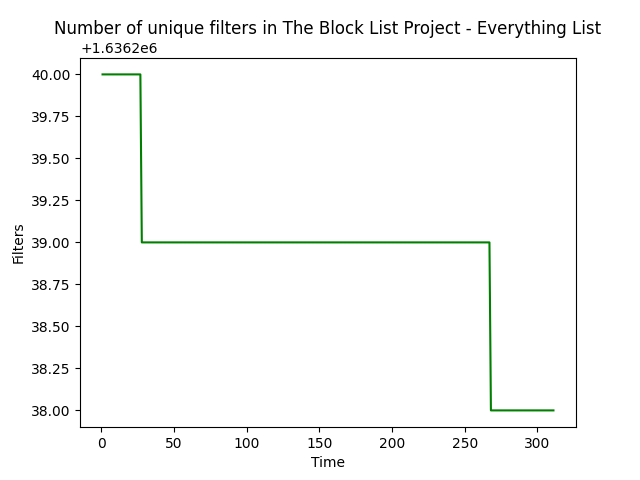 Number of unique filters in The Block List Project - Everything List
+1.6362e6
40.00
39.75
39.50
39.25
39.00
38.75
38.50
38.25
38.00
Filters
0 50 100 150 200 250 300
Time